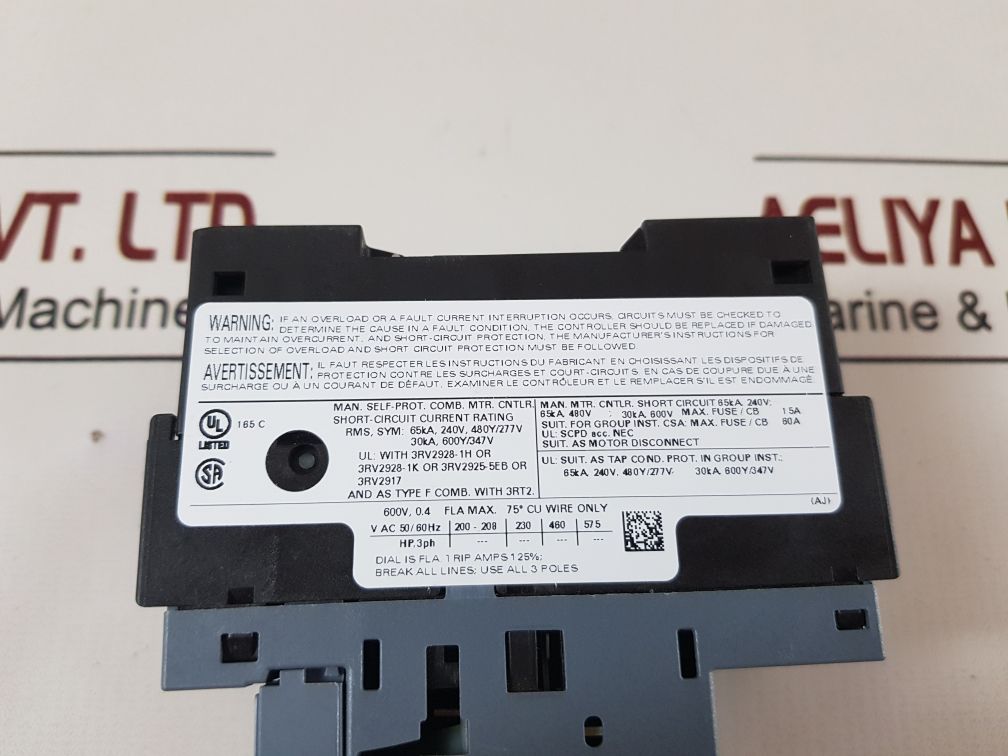 VT. LTD
AELIYA
Machine
arine &
WARNING: IF AN OVERLOAD OR A FAULT CURRENT INTERRUPTION OCCURS, CIRCUITS MUST BE CHECKED TO
DETERMINE THE CAUSE IN A FAULT CONDITION, THE CONTROLLER SHOULD BE REPLACED IF DAMAGED
TO MAINTAIN OVERCURRENT, AND SHORT-CIRCUIT PROTECTION, THE MANUFACTURER'S INSTRUCTIONS FOR
SELECTION OF OVERLOAD AND SHORT CIRCUIT PROTECTION MUST BE FOLLOWED
AVERTISSEMENT: IL FAUT RESPECTER LES INSTRUCTIONS DU FABRICANT EN CHOISISSANT LES DISPOSITIFS DE
PROTECTION CONTRE LES SURCHARGES ET COURT-CIRCUITS. EN CAS DE COUPURE DUE À UNE
SURCHARGE OU À UN COURANT DE DÉFAUT, EXAMINER LE CONTRÔLEUR ET LE REMPLACER S'IL EST ENDOMMAGÉ.
UL
LISTED
165 C
SA
MAN. SELF-PROT. COMB. MTR. CNTLR.
SHORT-CIRCUIT CURRENT RATING
RMS, SYM: 65kA, 240V, 480Y/277V
30kA, 600Y/347V
UL: WITH 3RV2928-1H OR
3RV2928-1K OR 3RV2925-5EB OR
3RV2917
AND AS TYPE F COMB. WITH 3RT2.
MAN. MTR. CNTLR. SHORT CIRCUIT 65kA, 240V;
65kA, 480V ; 30kA, 600V MAX. FUSE / CB 15A
SUIT. FOR GROUP INST. CSA: MAX. FUSE / CB 60A
UL: SCPD acc. NEC
SUIT. AS MOTOR DISCONNECT
UL: SUIT. AS TAP COND. PROT. IN GROUP INST.:
65kA, 240V, 480Y/277V- 30kA, 600Y/347V
600V, 0.4 FLA MAX. 75° CU WIRE ONLY
(AJ)
V AC 50/60Hz 200 - 208 230 460 575
HP, 3ph --- --- --- ---
DIAL IS FLA. TRIP AMPS 125%;
BREAK ALL LINES; USE ALL 3 POLES